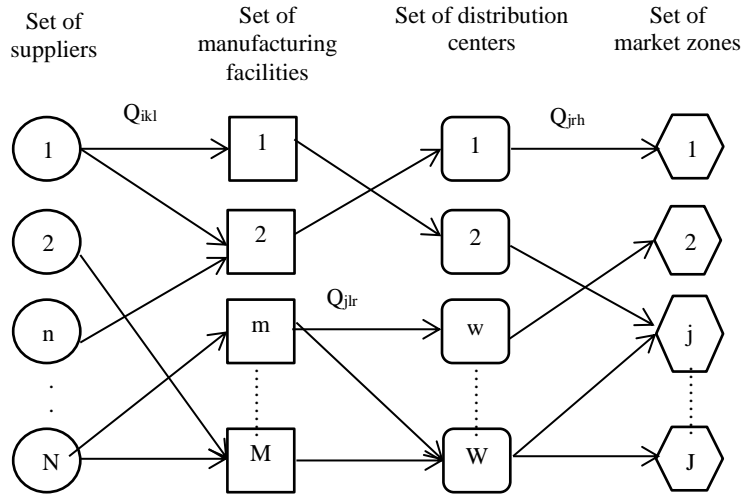 Set of
suppliers
Set of
manufacturing
facilities
Set of distribution
centers
Set of
market zones
Qikl
Qjrh
1
1
1
1
2
2
2
2
Qjlr
n
m
w
j
N
M
W
J